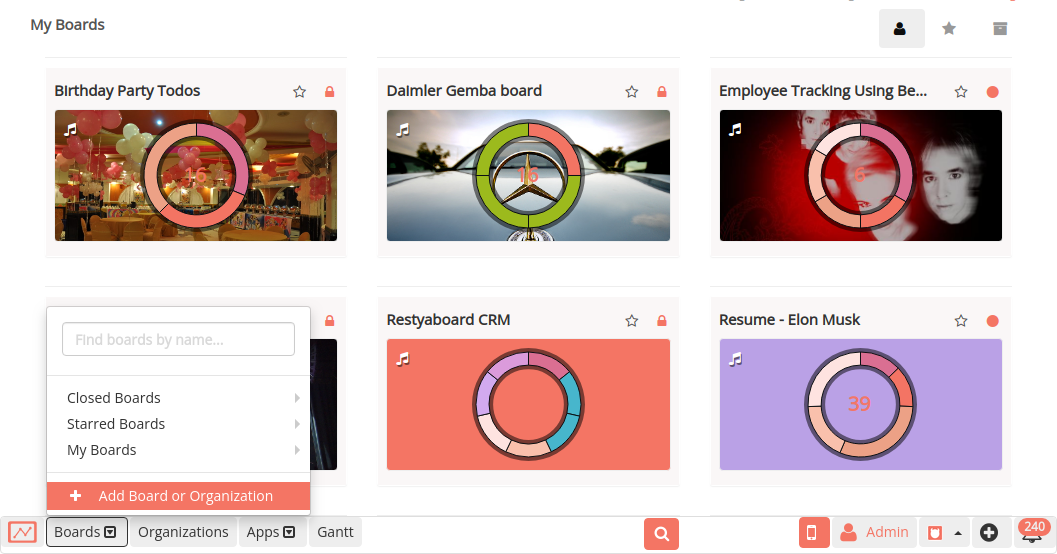 My Boards
Birthday Party Todos
Daimler Gemba board
Employee Tracking Using Be...
16
16
6
Restyaboard CRM
Resume - Elon Musk
39
Find boards by name...
Closed Boards
Starred Boards
My Boards
Add Board or Organization
Boards
Organizations
Apps
Gantt
Admin
240